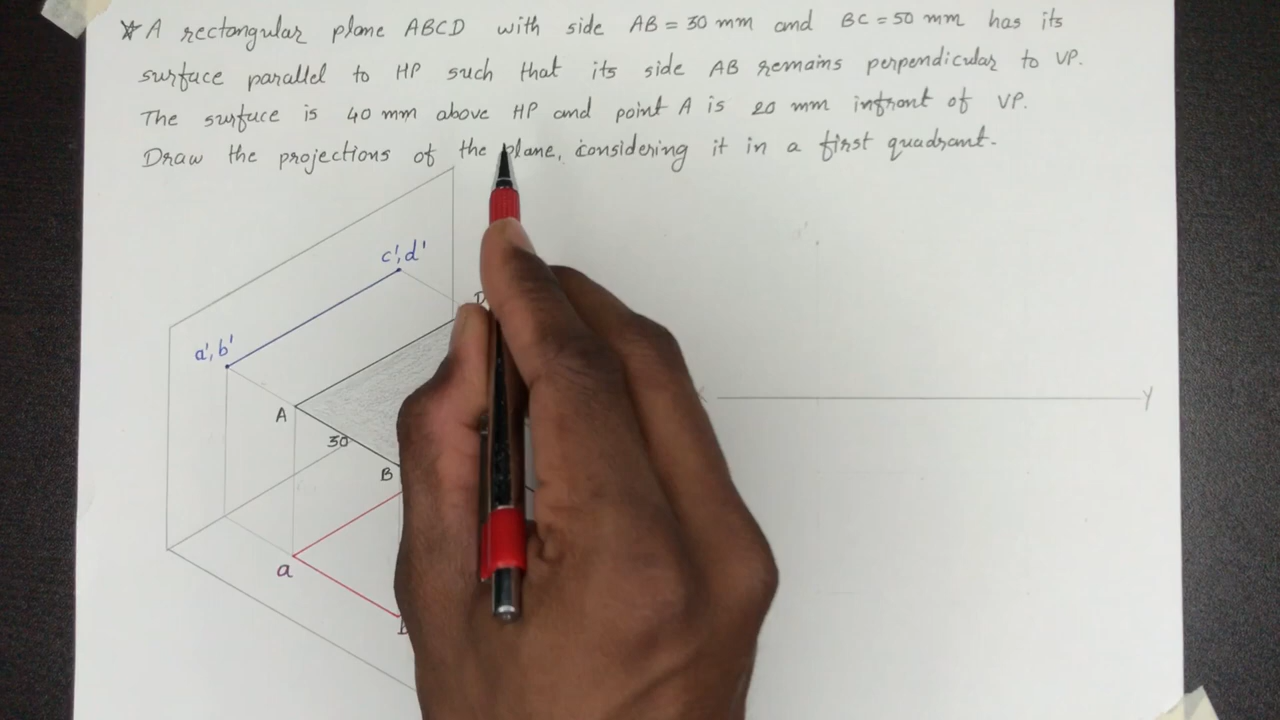 ☆ A rectangular plane ABCD with side AB = 30 mm and BC = 50 mm has its
surface parallel to HP such that its side AB remains perpendicular to VP.
The surface is 40 mm above HP and point A is 20 mm infront of VP.
Draw the projections of the plane, considering it in a first quadrant.
c',d'
D
a',b'
A
X
Y
30
B
a